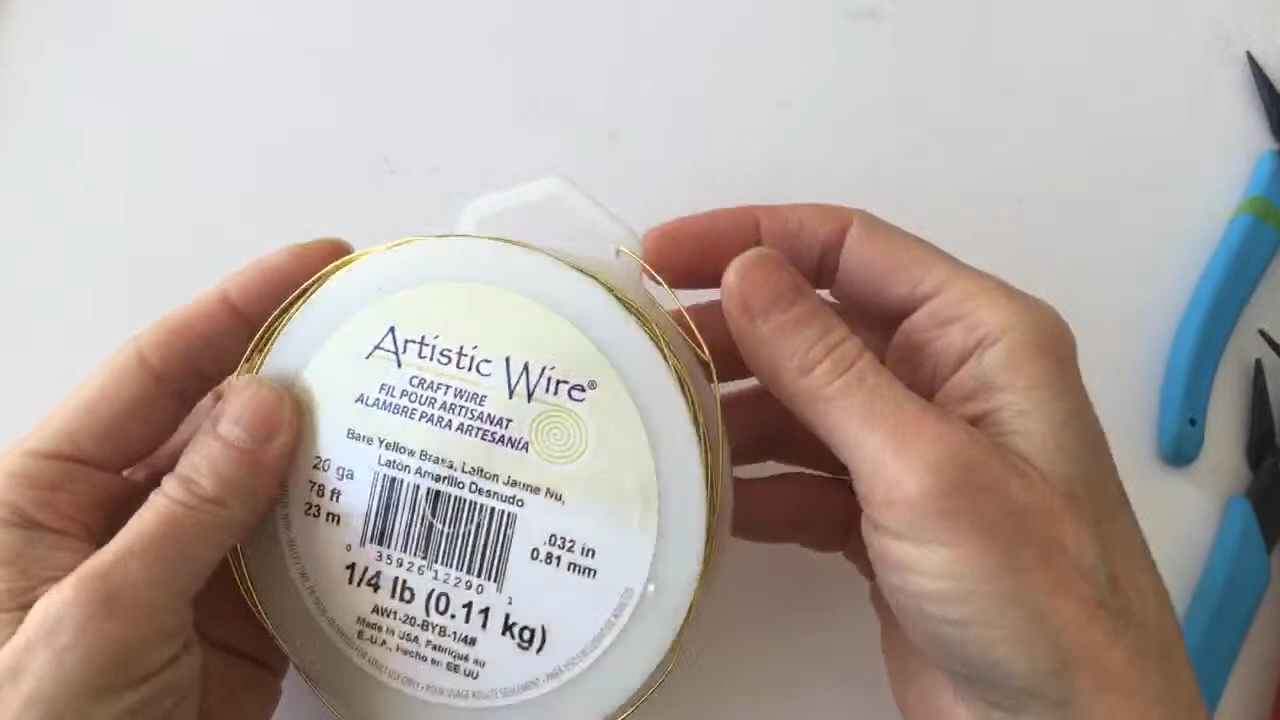 Artistic Wire®
CRAFT WIRE
FIL POUR ARTISANAT
ALAMBRE PARA ARTESANÍA
Bare Yellow Brass, Laiton Jaune Nu,
Latón Amarillo Desnudo
20 ga
78 ft
23 m
.032 in
0.81 mm
0 35926 12290 1
1/4 lb (0.11 kg)
AW1-20-BYB-1/4#
Made in USA, Fabriqué au
E.-U.A., Hecho en EE.UU